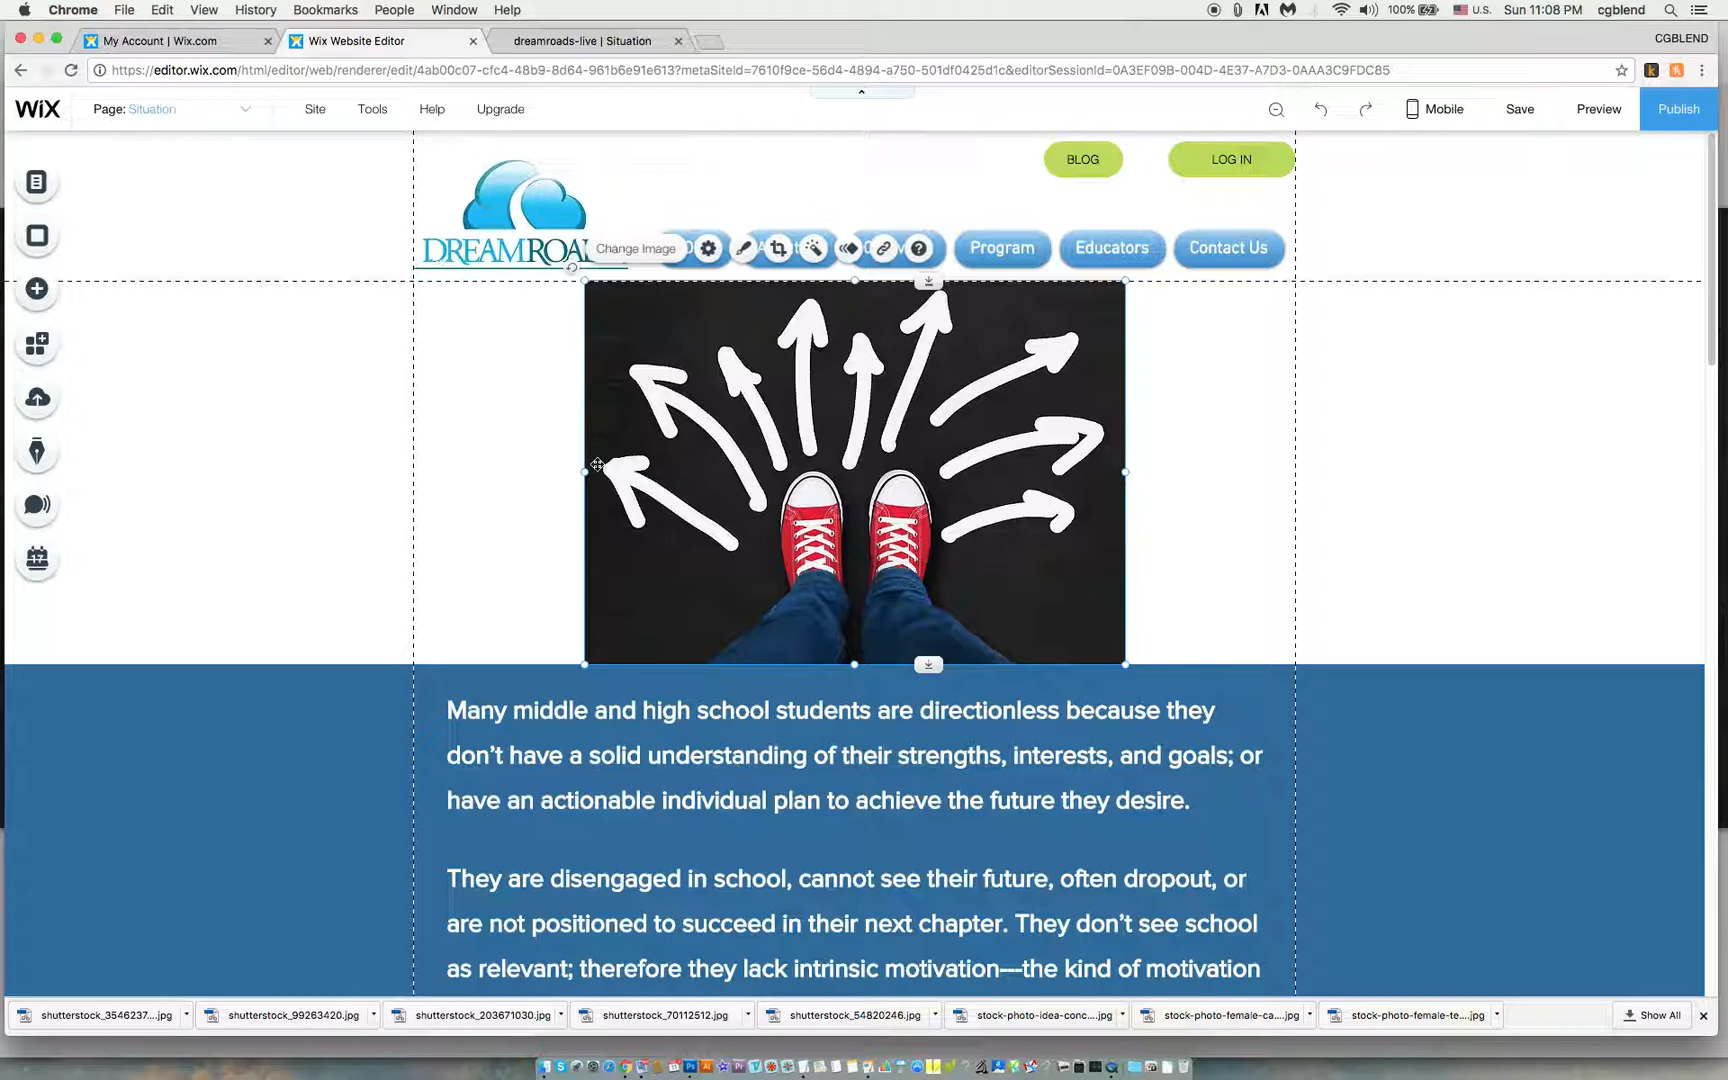 Chrome File Edit View History Bookmarks People Window Help 100% U.S. Sun 11:08 PM cgblend
My Account | Wix.com Wix Website Editor dreamroads-live | Situation CGBLEND
https://editor.wix.com/html/editor/web/renderer/edit/4ab00c07-cfc4-48b9-8d64-961b6e91e613?metaSiteId=7610f9ce-56d4-4894-a750-501df0425d1c&editorSessionId=0A3EF09B-004D-4E37-A7D3-0AAA3C9FDC85
WiX Page: Situation Site Tools Help Upgrade Mobile Save Preview Publish
BLOG LOG IN
DREAMROA Change Image Program Educators Contact Us
Many middle and high school students are directionless because they
don’t have a solid understanding of their strengths, interests, and goals; or
have an actionable individual plan to achieve the future they desire.
They are disengaged in school, cannot see their future, often dropout, or
are not positioned to succeed in their next chapter. They don’t see school
as relevant; therefore they lack intrinsic motivation---the kind of motivation
shutterstock_3546237....jpg shutterstock_99263420.jpg shutterstock_203671030.jpg shutterstock_70112512.jpg shutterstock_54820246.jpg stock-photo-idea-conc....jpg stock-photo-female-ca....jpg stock-photo-female-te....jpg Show All